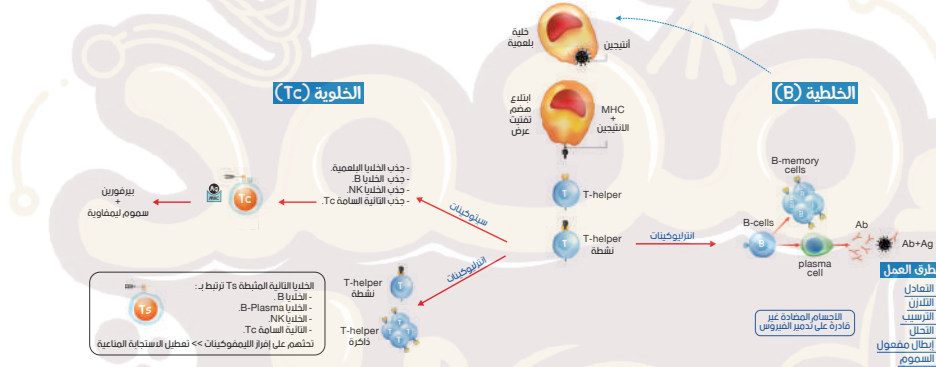 خلية
بلعمية
أنتيجين
الخلوية (Tc)
الخلطية (B)
ابتلاع
هضم
تفتيت
عرض
MHC
+
الأنتيجين
- جذب الخلايا البلعمية.
- جذب الخلايا B.
- جذب الخلايا NK.
- جذب التائية السامة Tc.
Ag
MHC
Tc
بيرفورين
+
سموم ليمفاوية
سيتوكينات
T
T-helper
T
T-helper
نشطة
انترليوكينات
B-memory
cells
B-cells
B
plasma
cell
Ab
Ab+Ag
انترليوكينات
T-helper
نشطة
T
T-helper
ذاكرة
طرق العمل
التعادل
التلازن
الترسيب
التحلل
إبطال مفعول
السموم
الأجسام المضادة غير
قادرة على تدمير الفيروس
الخلايا التائية المثبطة Ts ترتبط بـ :
- الخلايا B.
- الخلايا B-Plasma.
- الخلايا NK.
- التائية السامة Tc.
تحثهم على إفراز الليمفوكينات >> تعطيل الاستجابة المناعية
Ts